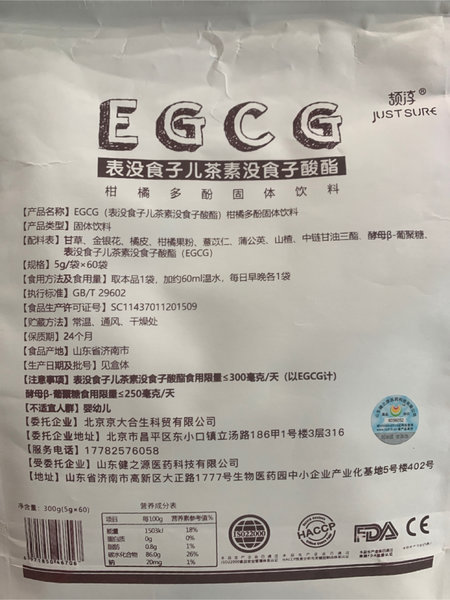 颉淳®
JUST SURE
EGCG
表没食子儿茶素没食子酸酯
柑橘多酚固体饮料
【产品名称】EGCG（表没食子儿茶素没食子酸酯）柑橘多酚固体饮料
【产品类型】固体饮料
【配料表】甘草、金银花、橘皮、柑橘果粉、薏苡仁、蒲公英、山楂、中链甘油三酯、酵母β-葡聚糖、
表没食子儿茶素没食子酸酯（EGCG）
【规格】5g/袋×60袋
【食用方法及食用量】取本品1袋，加约60ml温水，每日早晚各1袋
【执行标准】GB/T 29602
【食品生产许可证号】SC11437011201509
【贮藏方法】常温、通风、干燥处
【保质期】24个月
【食品产地】山东省济南市
【生产日期及批号】见盒体
【注意事项】表没食子儿茶素没食子酸酯食用限量≤300毫克/天（以EGCG计）
酵母β-葡聚糖食用限量≤250毫克/天
【不适宜人群】婴幼儿
【委托企业】北京京大合生科贸有限公司
【委托企业地址】北京市昌平区东小口镇立汤路186甲1号楼3层316
【服务电话】17782576058
【受委托企业】山东健之源医药科技有限公司
【地址】山东省济南市高新区大正路1777号生物医药园中小企业产业化基地5号楼402号
300g(5g×60)
营养成分表
项目 每100g 营养素参考值%
能量 1503kJ 18%
蛋白质 0g 0%
脂肪 0.8g 1%
碳水化合物 86.0g 26%
钠 20mg 1%
ISO22000
HACCP
FDA
CE